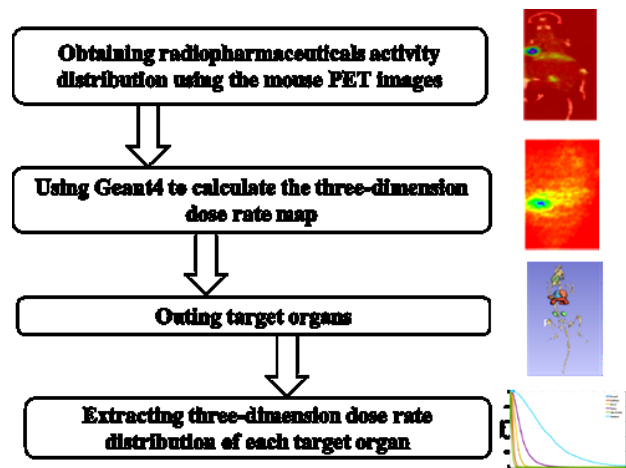 Obtaining radiopharmaceuticals activity
distribution using the mouse PET images
Using Geant4 to calculate the three-dimension
dose rate map
Outing target organs
Extracting three-dimension dose rate
distribution of each target organ